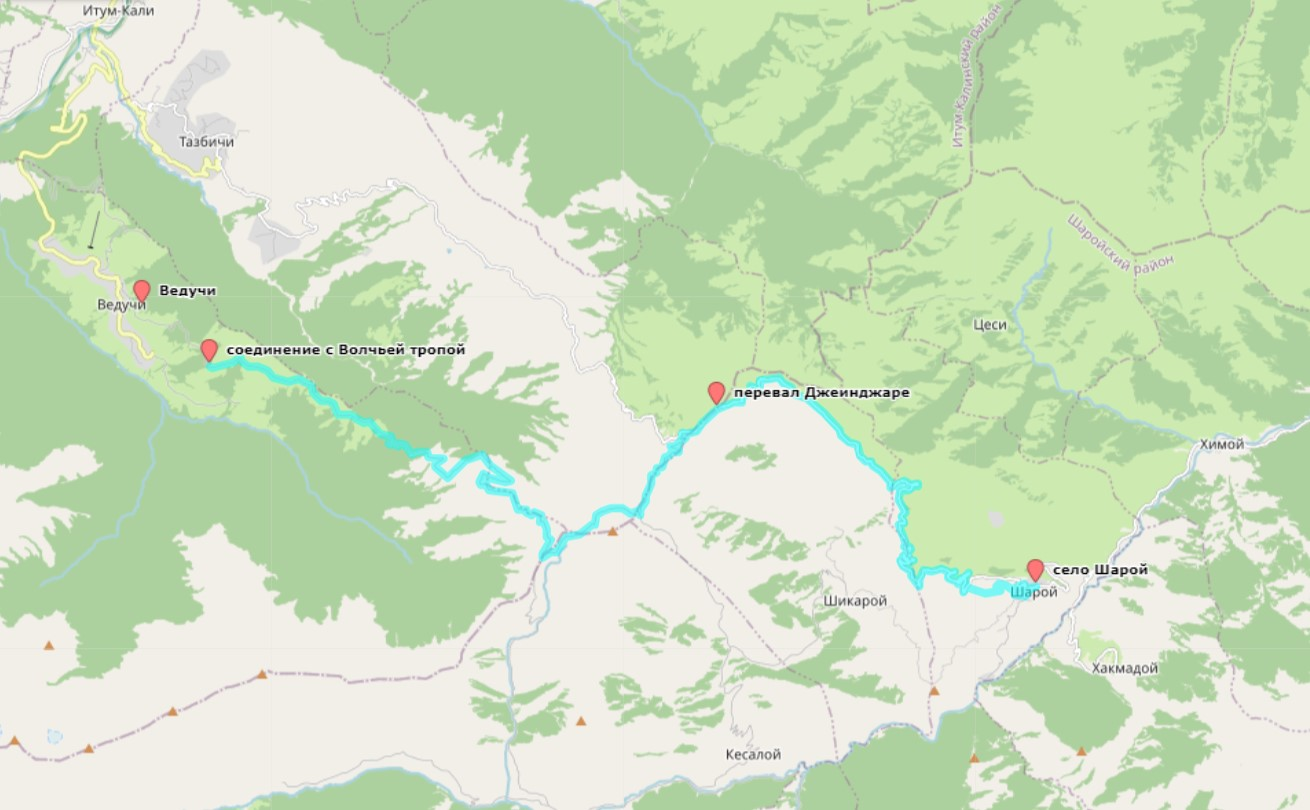 Итум-Кали
Итум-Калинский район
Тазбичи
Шаройский район
Ведучи
Ведучи
Цеси
соединение с Волчьей тропой
перевал Джеинджаре
Химой
село Шарой
Шарой
Шикарой
Хакмадой
Кесалой